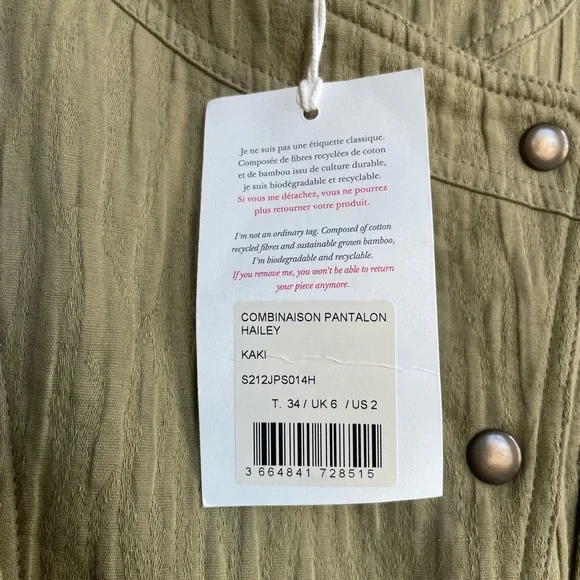 Je ne suis pas une étiquette classique.
Composée de fibres recyclées de coton
et de bambou issu de culture durable,
je suis biodégradable et recyclable.
Si vous me détachez, vous ne pourrez
plus retourner votre produit.
I'm not an ordinary tag. Composed of cotton
recycled fibres and sustainable grown bamboo,
I'm biodegradable and recyclable.
If you remove me, you won't be able to return
your piece anymore.
COMBINAISON PANTALON
HAILEY
KAKI
S212JPS014H
T. 34 / UK 6 / US 2
3 664841 728515